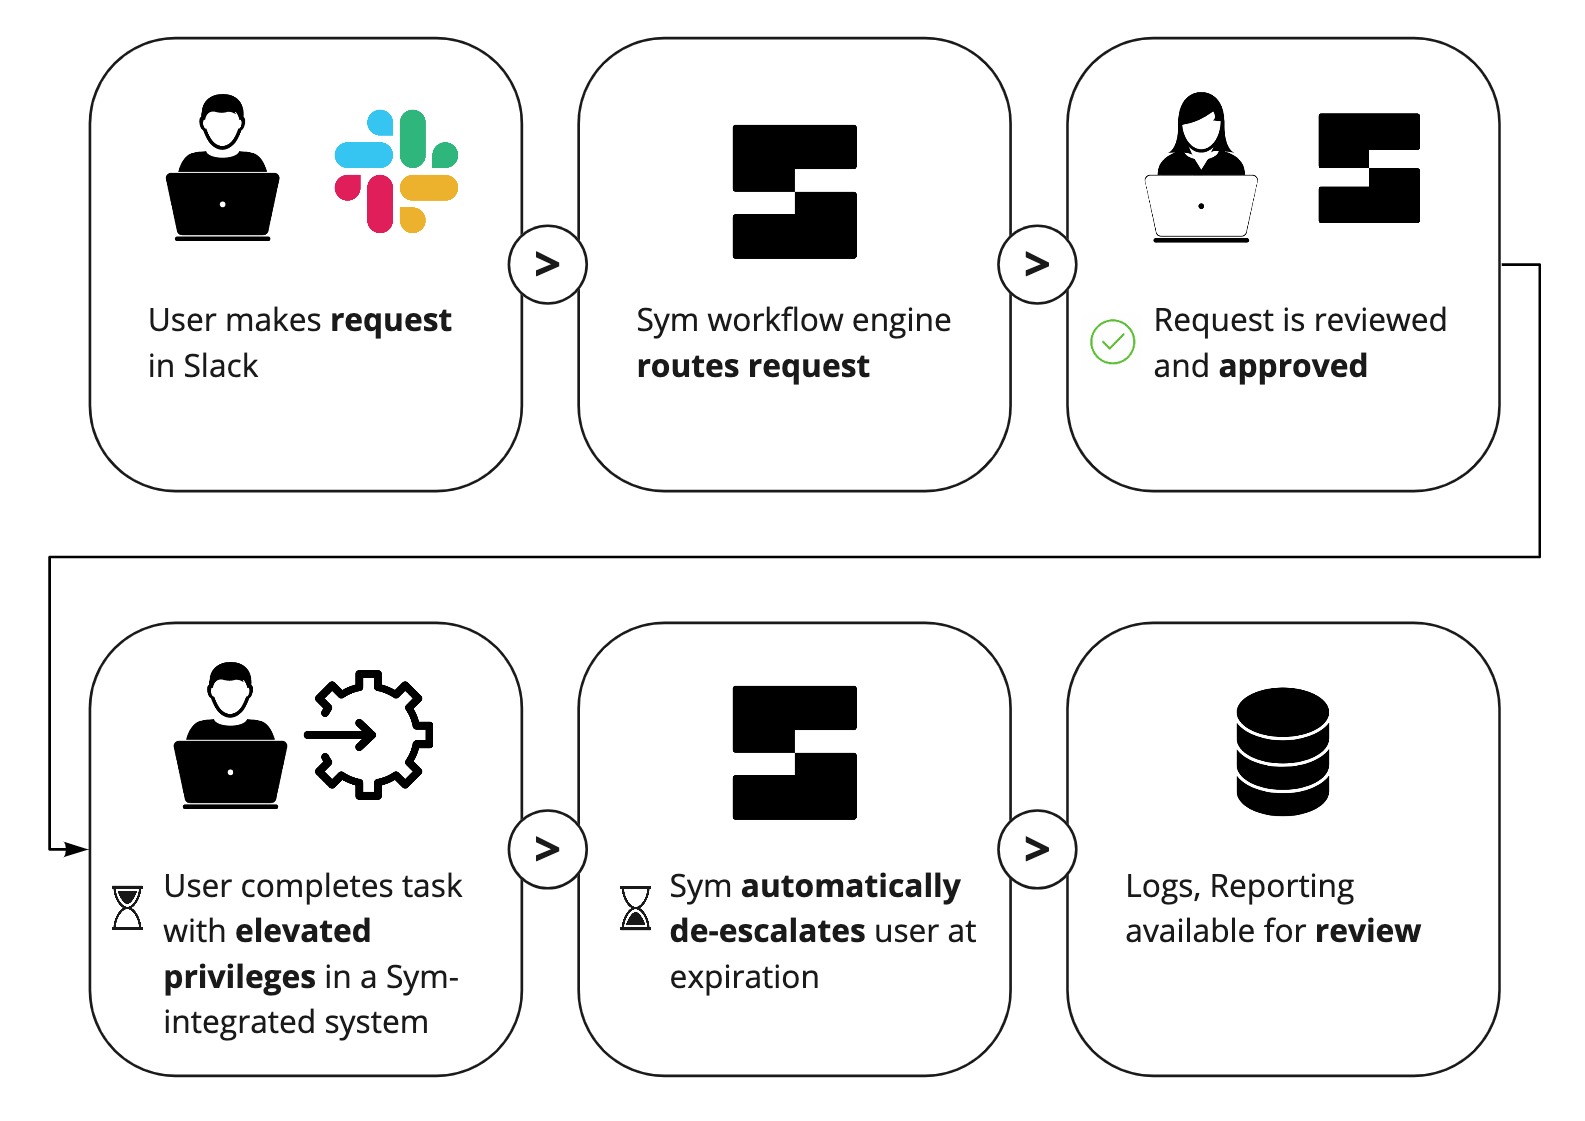 User makes request
in Slack
>
Sym workflow engine
routes request
>
Request is reviewed
and approved
User completes task
with elevated
privileges in a Sym-
integrated system
>
Sym automatically
de-escalates user at
expiration
>
Logs, Reporting
available for review